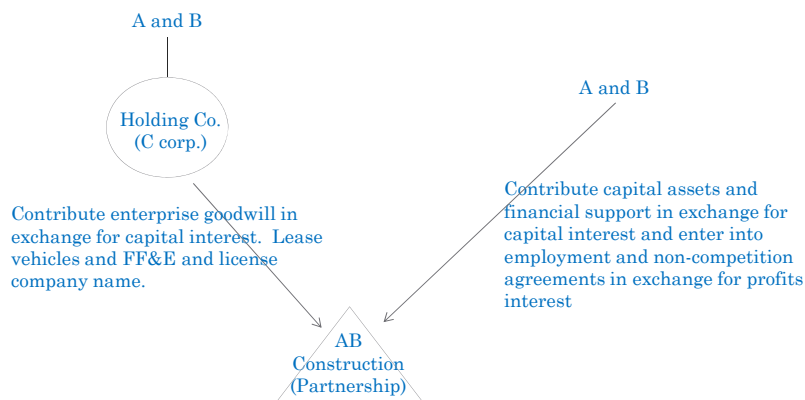 A and B
Holding Co.
(C corp.)
Contribute enterprise goodwill in
exchange for capital interest.  Lease
vehicles and FF&E and license
company name.
A and B
Contribute capital assets and
financial support in exchange for
capital interest and enter into
employment and non-competition
agreements in exchange for profits
interest
AB
Construction
(Partnership)